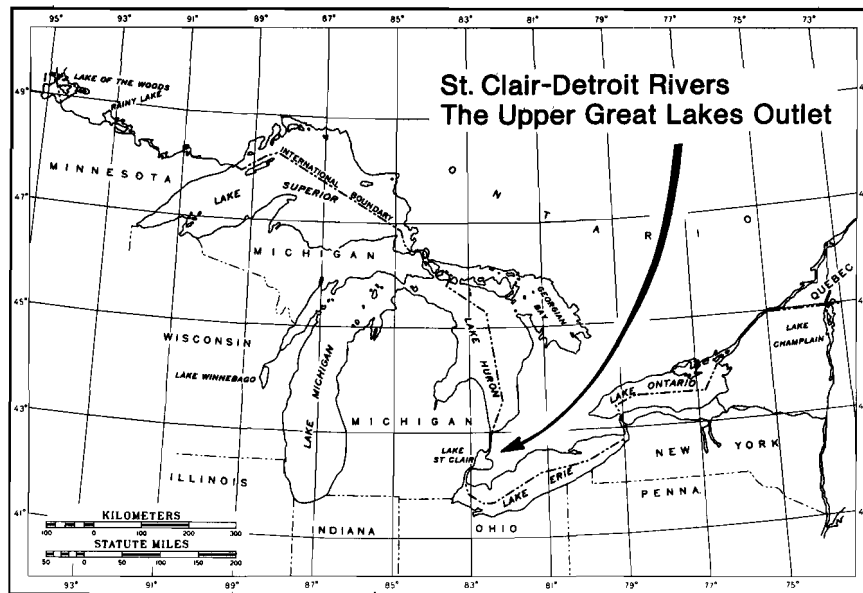 95° 93° 91° 89° 87° 85° 83° 81° 79° 77° 75°
LAKE OF THE WOODS
49°
RAINY LAKE
St. Clair-Detroit Rivers
The Upper Great Lakes Outlet
MINNESOTA
INTERNATIONAL BOUNDARY
LAKE SUPERIOR
ONTARIO
47°
MICHIGAN
QUEBEC
45°
GEORGIAN BAY
LAKE HURON
LAKE CHAMPLAIN
WISCONSIN
LAKE MICHIGAN
LAKE WINNEBAGO
LAKE ONTARIO
43°
MICHIGAN
NEW YORK
LAKE ST CLAIR
LAKE ERIE
ILLINOIS
PENNA
41°
KILOMETERS
100 0 100 200 300
INDIANA
OHIO
STATUTE MILES
50 0 50 100 150 200
93° 91° 89° 87° 85° 83° 81° 79° 77° 75°